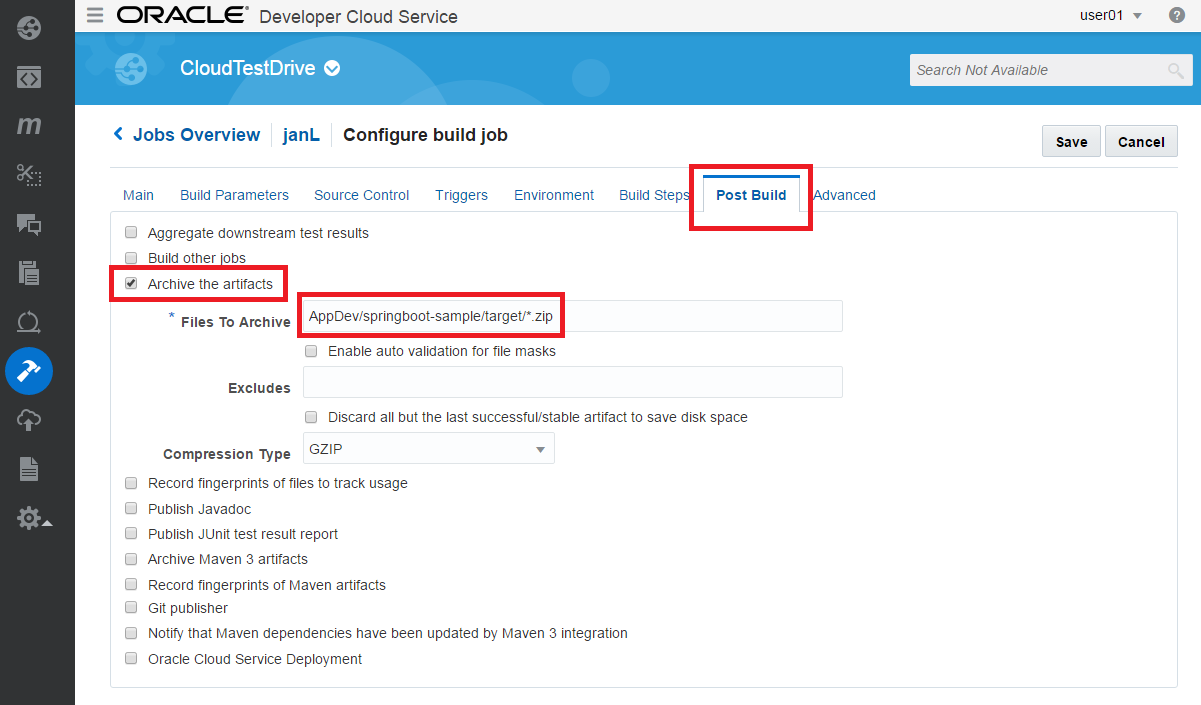 ORACLE® Developer Cloud Service
user01
?
m
CloudTestDrive
Search Not Available
Jobs Overview janL Configure build job
Save Cancel
Main Build Parameters Source Control Triggers Environment Build Steps Post Build Advanced
Aggregate downstream test results
Build other jobs
Archive the artifacts
* Files To Archive AppDev/springboot-sample/target/*.zip
Enable auto validation for file masks
Excludes
Discard all but the last successful/stable artifact to save disk space
Compression Type GZIP
Record fingerprints of files to track usage
Publish Javadoc
Publish JUnit test result report
Archive Maven 3 artifacts
Record fingerprints of Maven artifacts
Git publisher
Notify that Maven dependencies have been updated by Maven 3 integration
Oracle Cloud Service Deployment